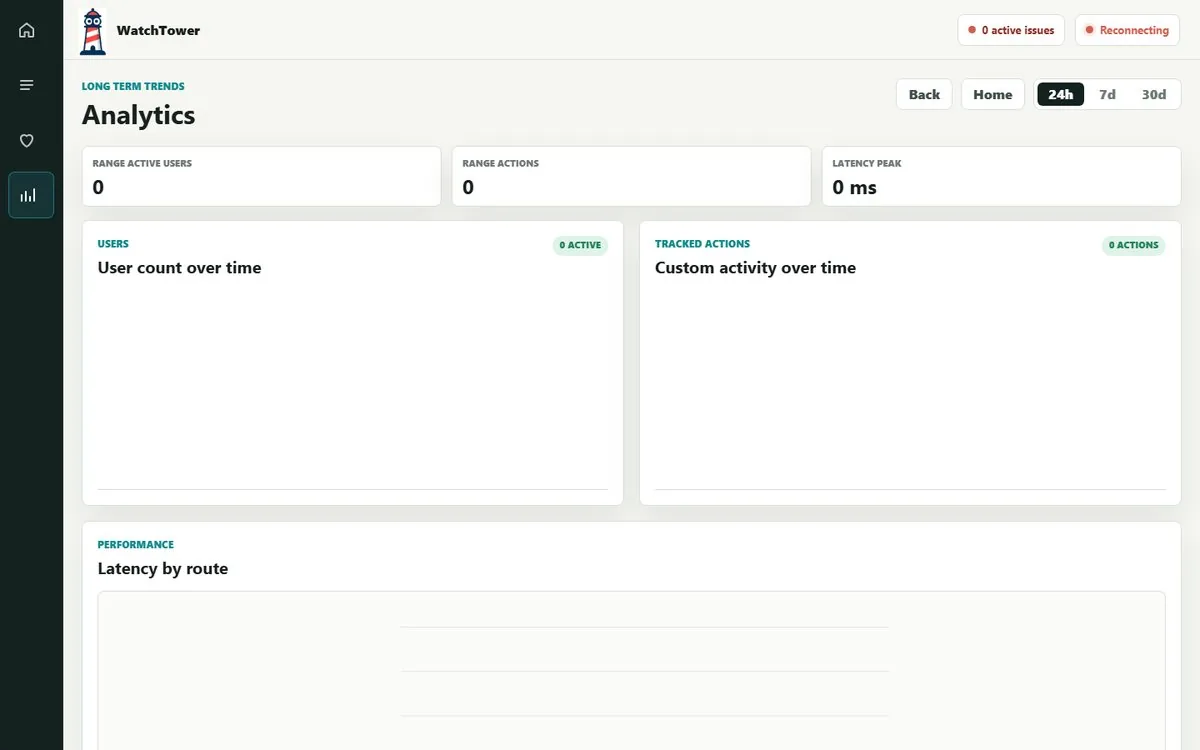 WatchTower
0 active issues
Reconnecting
LONG TERM TRENDS
Analytics
Back
Home
24h
7d
30d
RANGE ACTIVE USERS
0
RANGE ACTIONS
0
LATENCY PEAK
0 ms
USERS
0 ACTIVE
User count over time
TRACKED ACTIONS
0 ACTIONS
Custom activity over time
PERFORMANCE
Latency by route